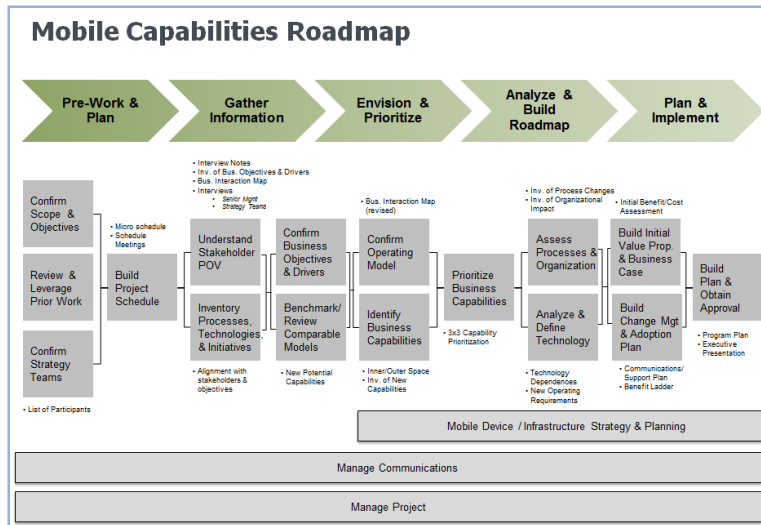 Mobile Capabilities Roadmap
Pre-Work &
Plan
Gather
Information
Envision &
Prioritize
Analyze &
Build
Roadmap
Plan &
Implement
• Interview Notes
• Inv. of Bus. Objectives & Drivers
• Bus. Interaction Map
• Interviews
• Senior Mgmt
• Strategy Teams
• Bus. Interaction Map
(revised)
• Inv. of Process Changes
• Inv. of Organizational
Impact
• Initial Benefit/Cost
Assessment
Confirm
Scope &
Objectives
• Micro schedule
• Schedule
Meetings
Understand
Stakeholder
POV
Confirm
Business
Objectives
& Drivers
Confirm
Operating
Model
Assess
Processes &
Organization
Build Initial
Value Prop.
& Business
Case
Review &
Leverage
Prior Work
Build
Project
Schedule
Prioritize
Business
Capabilities
Build
Plan &
Obtain
Approval
Inventory
Processes,
Technologies,
& Initiatives
Benchmark/
Review
Comparable
Models
Identify
Business
Capabilities
Analyze &
Define
Technology
Build
Change Mgt
& Adoption
Plan
Confirm
Strategy
Teams
• 3x3 Capability
Prioritization
• Program Plan
• Executive
Presentation
• List of Participants
• Alignment with
stakeholders &
objectives
• New Potential
Capabilities
• Inner/Outer Space
• Inv. of New
Capabilities
• Technology
Dependences
• New Operating
Requirements
• Communications/
Support Plan
• Benefit Ladder
Mobile Device / Infrastructure Strategy & Planning
Manage Communications
Manage Project